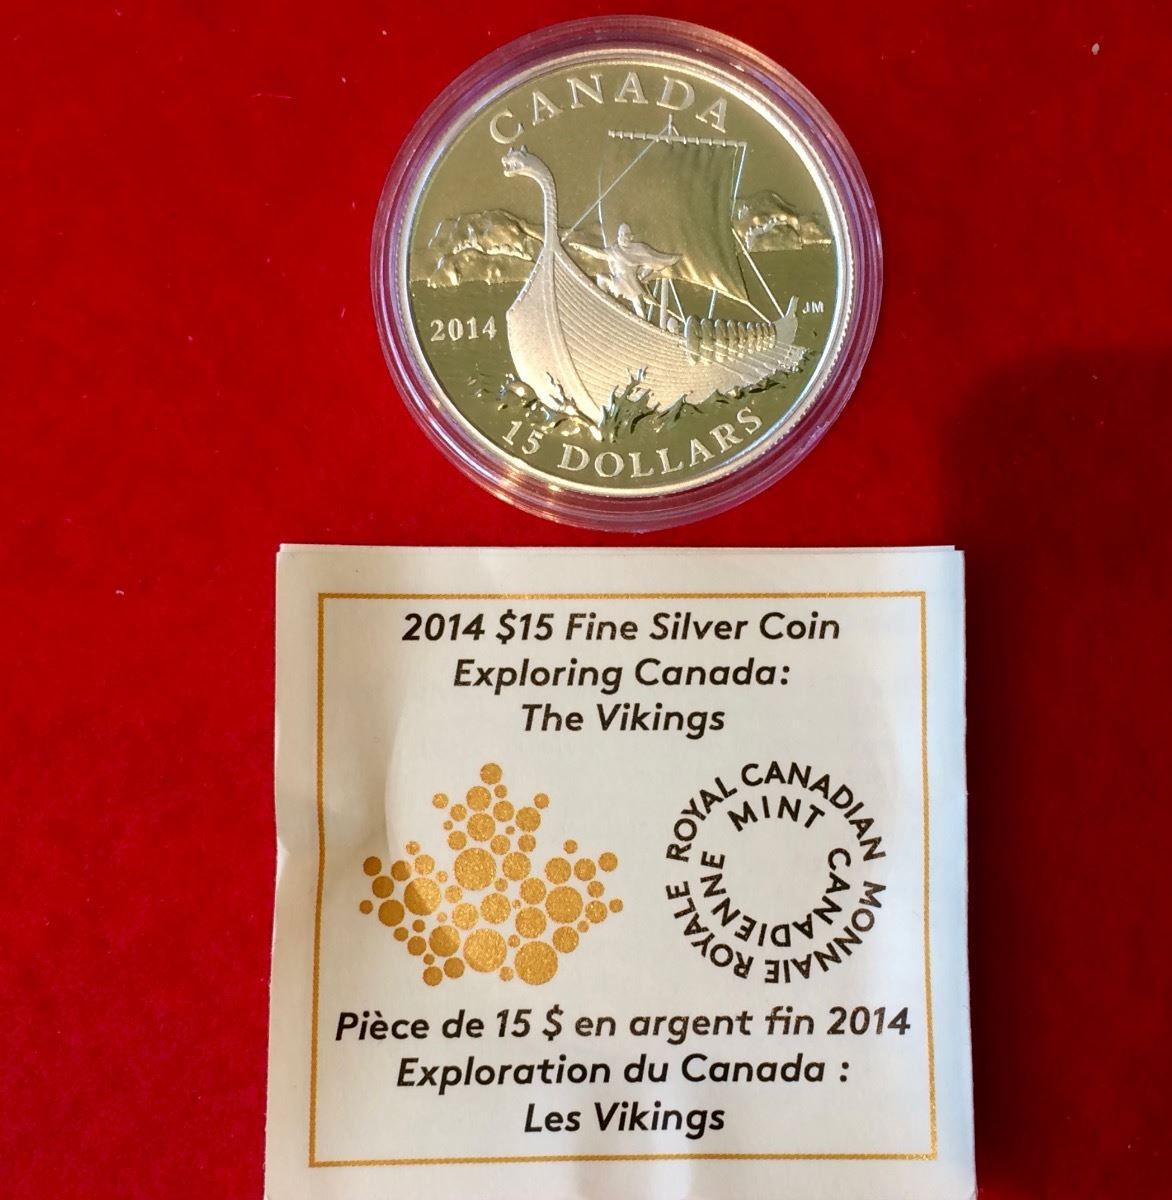 CANADA
2014
JM
15 DOLLARS
2014 $15 Fine Silver Coin
Exploring Canada:
The Vikings
ROYAL CANADIAN MINT
MONNAIE ROYALE CANADIENNE
Pièce de 15 $ en argent fin 2014
Exploration du Canada :
Les Vikings